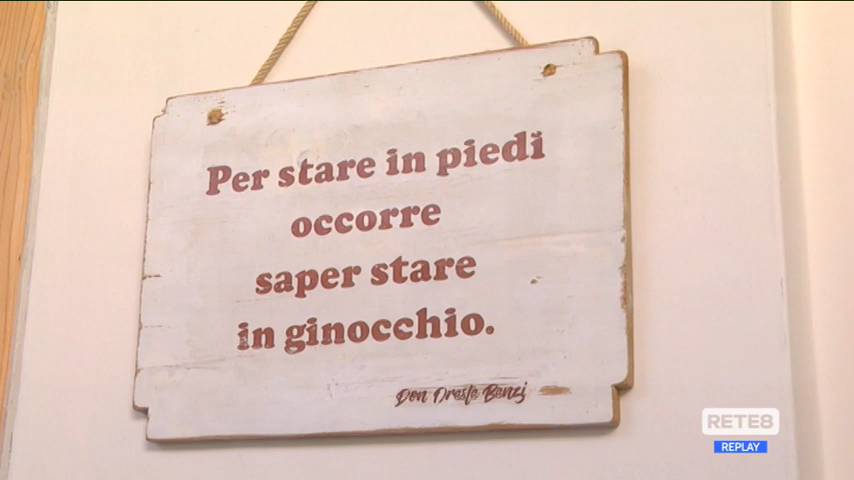 Per stare in piedi
occorre
saper stare
in ginocchio.
Don Oreste Benzi
RETE8
REPLAY